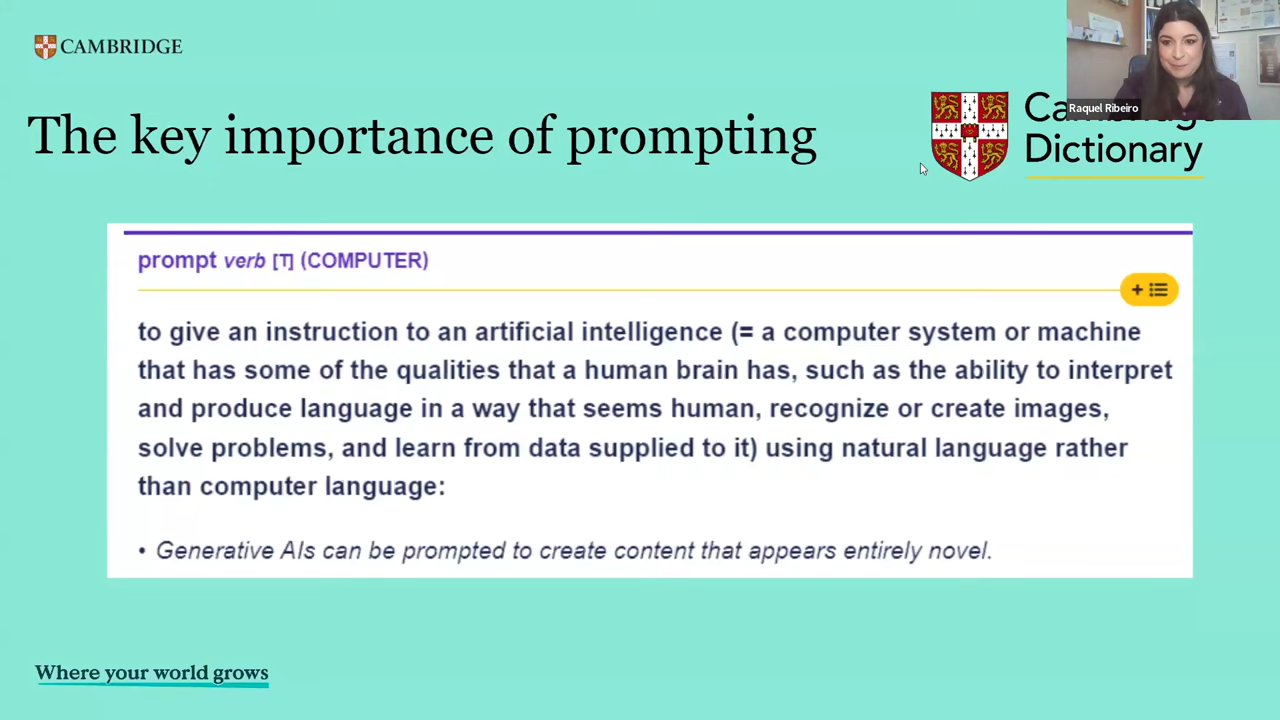 CAMBRIDGE
Raquel Ribeiro
The key importance of prompting
Dictionary
prompt verb [T] (COMPUTER)
to give an instruction to an artificial intelligence (= a computer system or machine
that has some of the qualities that a human brain has, such as the ability to interpret
and produce language in a way that seems human, recognize or create images,
solve problems, and learn from data supplied to it) using natural language rather
than computer language:
• Generative AIs can be prompted to create content that appears entirely novel.
Where your world grows